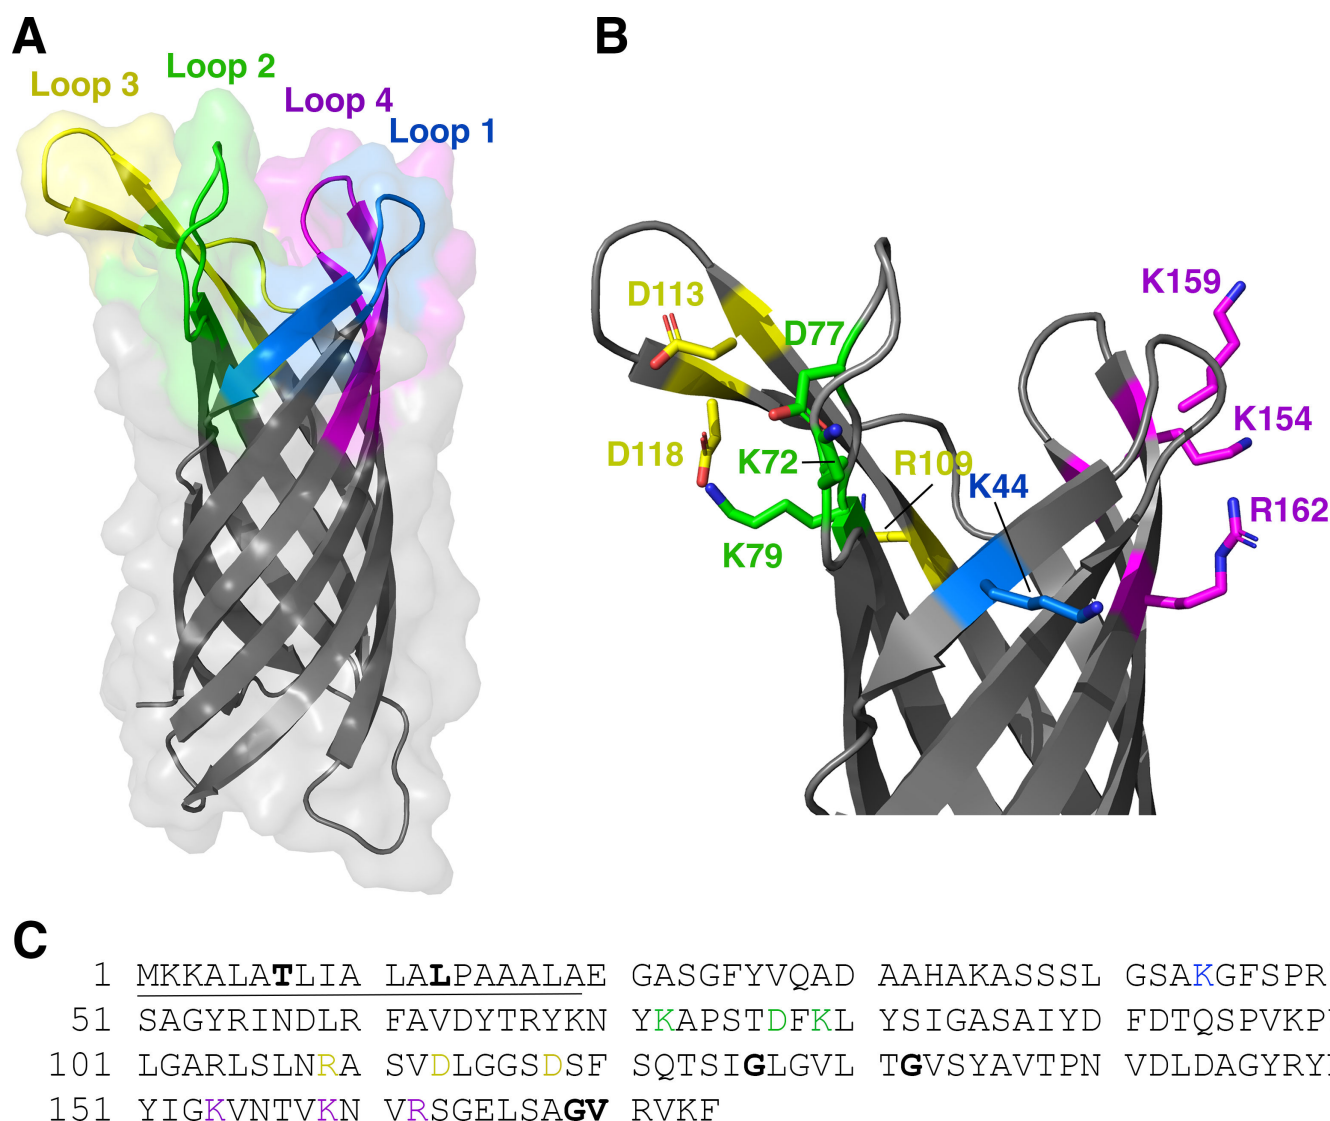 A
B
Loop 2
Loop 3
Loop 4
Loop 1
K159
D113
D77
K154
D118
K72
R109
K44
R162
K79
C
1 MKKALATLIA LALPAAALAE GASGFYVQAD AAHAKASSSL GSAKGFSPR
51 SAGYRINDLR FAVDYTRYKN YKAPSTDFKL YSIGASAIYD FDTQSPVKP
101 LGARLSLNRA SVDLGGSDSF SQTSIGLGVL TGVSYAVTPN VDLDAGYRY
151 YIGKVNTVKN VRSGELSAGV RVKF